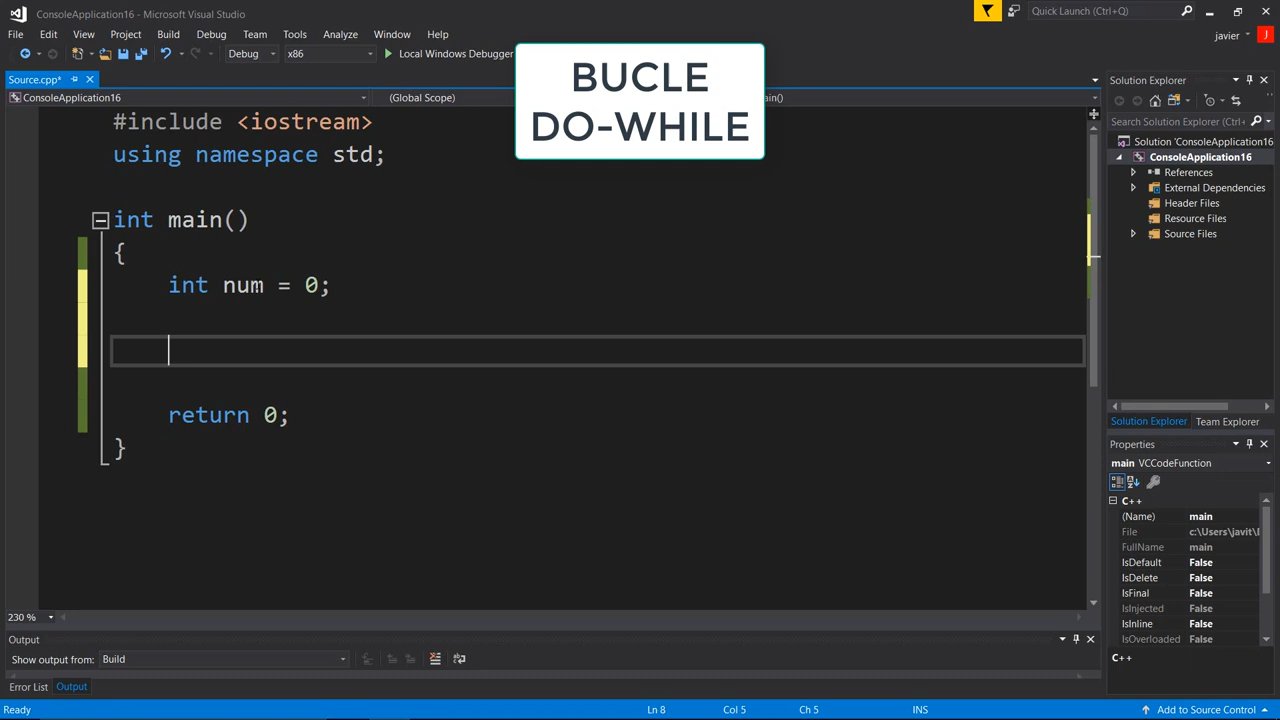 ConsoleApplication16 - Microsoft Visual Studio
Quick Launch (Ctrl+Q)
File Edit View Project Build Debug Team Tools Analyze Window Help
javier J
Debug x86 Local Windows Debugger
BUCLE
DO-WHILE
Source.cpp*
ConsoleApplication16 (Global Scope) main()
#include <iostream>
using namespace std;
int main()
{
int num = 0;
return 0;
}
230 %
Solution Explorer
Search Solution Explorer (Ctrl+
Solution 'ConsoleApplication16
ConsoleApplication16
References
External Dependencies
Header Files
Resource Files
Source Files
Solution Explorer Team Explorer
Properties
main VCCodeFunction
C++
(Name) main
File c:\Users\javit\
FullName main
IsDefault False
IsDelete False
IsFinal False
IsInjected False
IsInline False
IsOverloaded False
C++
Output
Show output from: Build
Error List Output
Ready Ln 8 Col 5 Ch 5 INS Add to Source Control